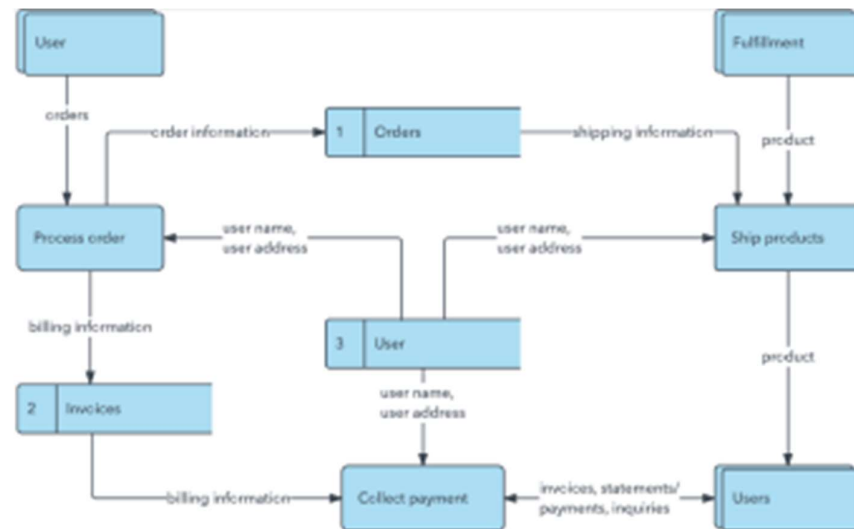 User
Fulfillment
orders
order information
1
Orders
shipping information
product
Process order
user name,
user address
user name,
user address
Ship products
billing information
3
User
product
2
Invoices
user name,
user address
billing information
Collect payment
invoices, statements/
payments, inquiries
Users